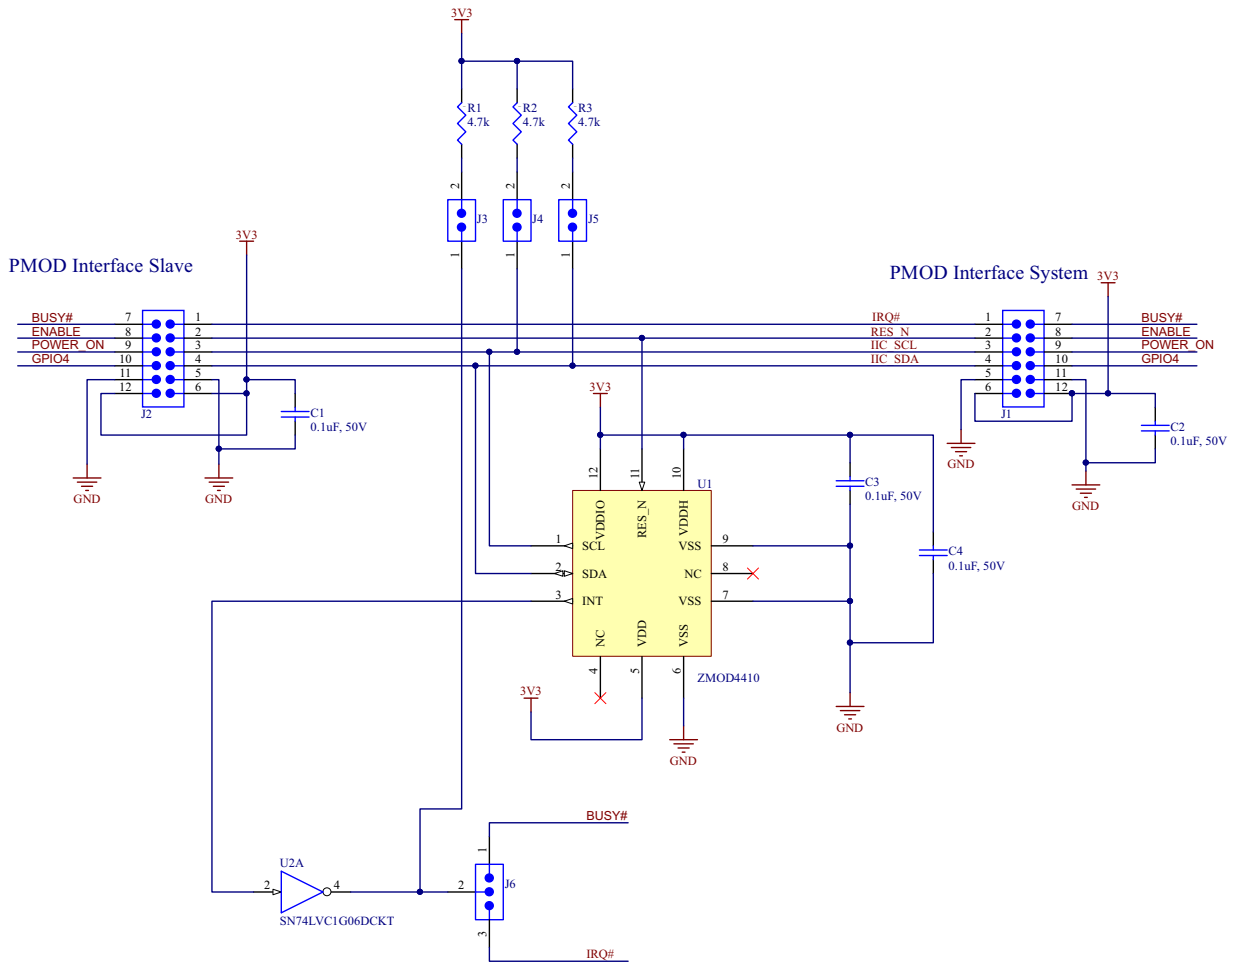 3V3
R1
4.7k
R2
4.7k
R3
4.7k
2
2
2
J3
J4
J5
1
1
1
3V3
PMOD Interface Slave
PMOD Interface System
3V3
BUSY#
7
1
IRQ#
1
7
BUSY#
ENABLE
8
2
RES_N
2
8
ENABLE
POWER_ON
9
3
IIC_SCL
3
9
POWER_ON
GPIO4
10
4
IIC_SDA
4
10
GPIO4
11
5
5
11
12
6
6
12
J2
J1
C1
0.1uF, 50V
3V3
C2
0.1uF, 50V
GND
GND
GND
GND
12
11
10
U1
VDDIO
RES_N
VDDH
C3
0.1uF, 50V
1
SCL
VSS
9
2
SDA
NC
8
3
INT
VSS
7
C4
0.1uF, 50V
NC
VDD
VSS
4
5
6
ZMOD4410
3V3
GND
GND
BUSY#
1
U2A
2
4
2
J6
SN74LVC1G06DCKT
3
IRQ#